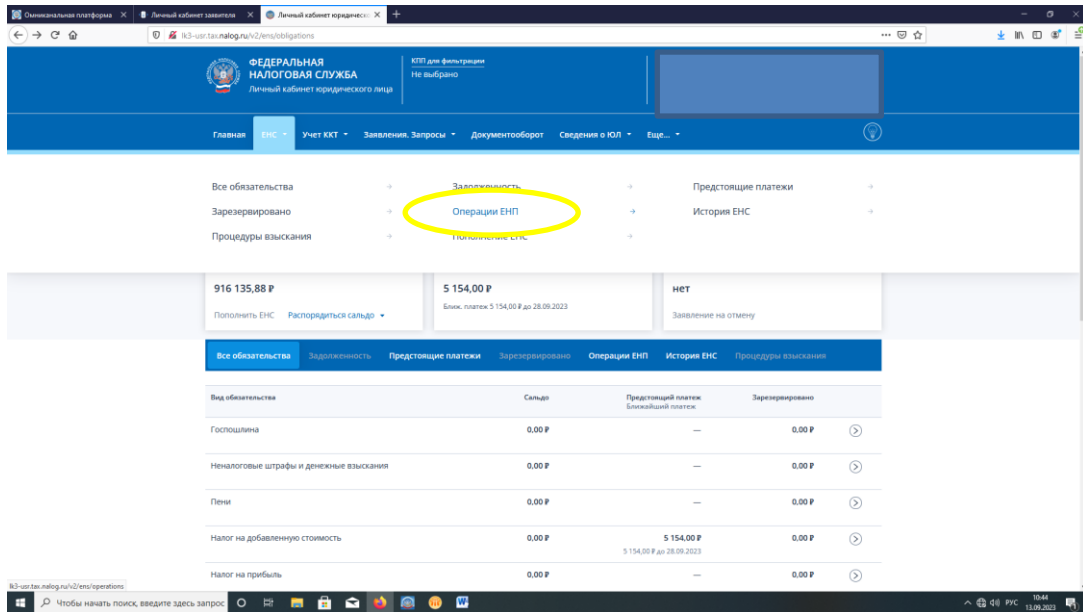 Омниканальная платформа
Личный кабинет заявителя
Личный кабинет юридическо
lk3-usr.tax.nalog.ru/v2/ens/obligations
ФЕДЕРАЛЬНАЯ
НАЛОГОВАЯ СЛУЖБА
Личный кабинет юридического лица
КПП для фильтрации
Не выбрано
Главная ЕНС Учет ККТ Заявления. Запросы Документооборот Сведения о ЮЛ Еще...
Все обязательства Задолженность Предстоящие платежи
Зарезервировано Операции ЕНП История ЕНС
Процедуры взыскания Пополнение ЕНС
916 135,88 ₽ 5 154,00 ₽ нет
Ближ. платеж 5 154,00 ₽ до 28.09.2023
Пополнить ЕНС Распорядиться сальдо Заявление на отмену
Все обязательства Задолженность Предстоящие платежи Зарезервировано Операции ЕНП История ЕНС Процедуры взыскания
Вид обязательства Сальдо Предстоящий платеж Зарезервировано
Ближайший платеж
Госпошлина 0,00 ₽ — 0,00 ₽
Неналоговые штрафы и денежные взыскания 0,00 ₽ — 0,00 ₽
Пени 0,00 ₽ — 0,00 ₽
Налог на добавленную стоимость 0,00 ₽ 5 154,00 ₽ 0,00 ₽
5 154,00 ₽ до 28.09.2023
Налог на прибыль 0,00 ₽ — 0,00 ₽
lk3-usr.tax.nalog.ru/v2/ens/operations
Чтобы начать поиск, введите здесь запрос
РУС 10:44
13.09.2023